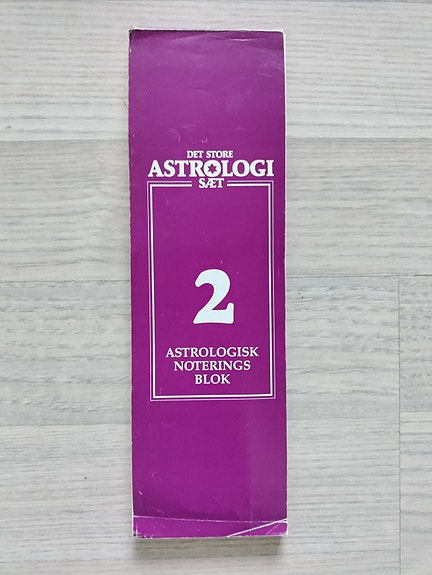 DET STORE
ASTROLOGI
SÆT
2
ASTROLOGISK
NOTERINGS
BLOK